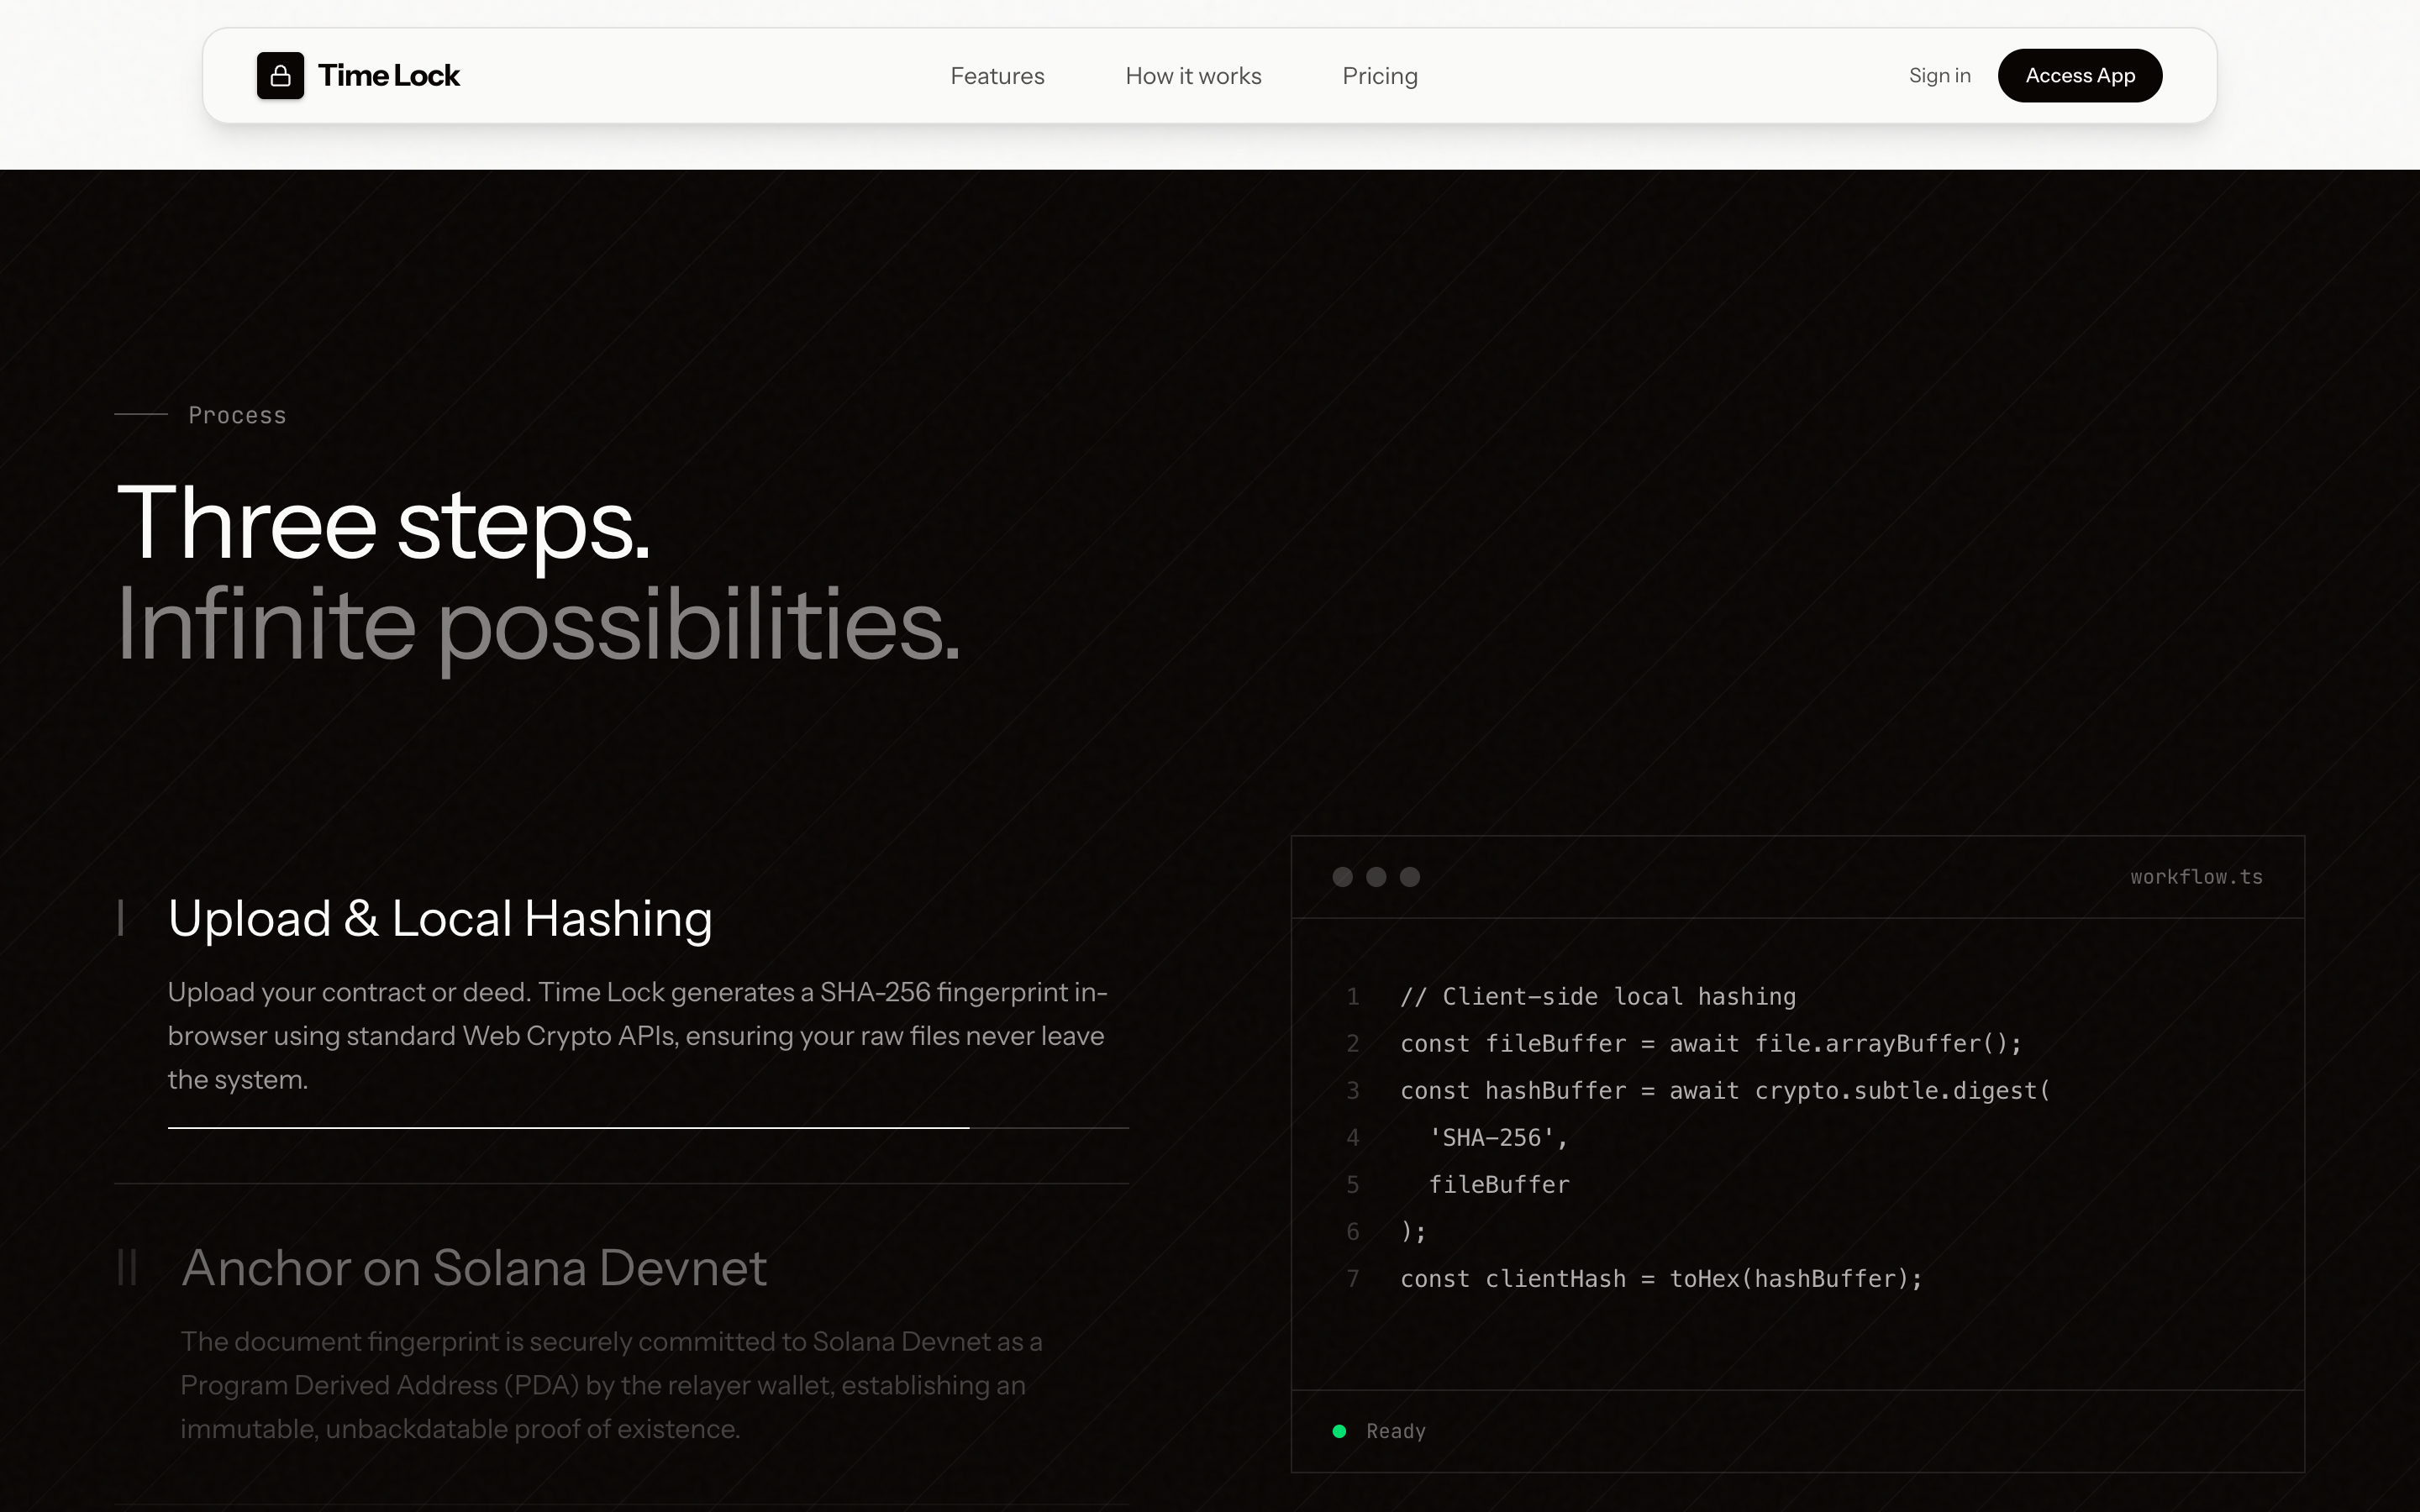 Time Lock
Features
How it works
Pricing
Sign in
Access App
Process
Three steps.
Infinite possibilities.
I
Upload & Local Hashing
Upload your contract or deed. Time Lock generates a SHA-256 fingerprint in-
browser using standard Web Crypto APIs, ensuring your raw files never leave
the system.
II
Anchor on Solana Devnet
The document fingerprint is securely committed to Solana Devnet as a
Program Derived Address (PDA) by the relayer wallet, establishing an
immutable, unbackdatable proof of existence.
workflow.ts
1 // Client-side local hashing
2 const fileBuffer = await file.arrayBuffer();
3 const hashBuffer = await crypto.subtle.digest(
4   'SHA-256',
5   fileBuffer
6 );
7 const clientHash = toHex(hashBuffer);
Ready